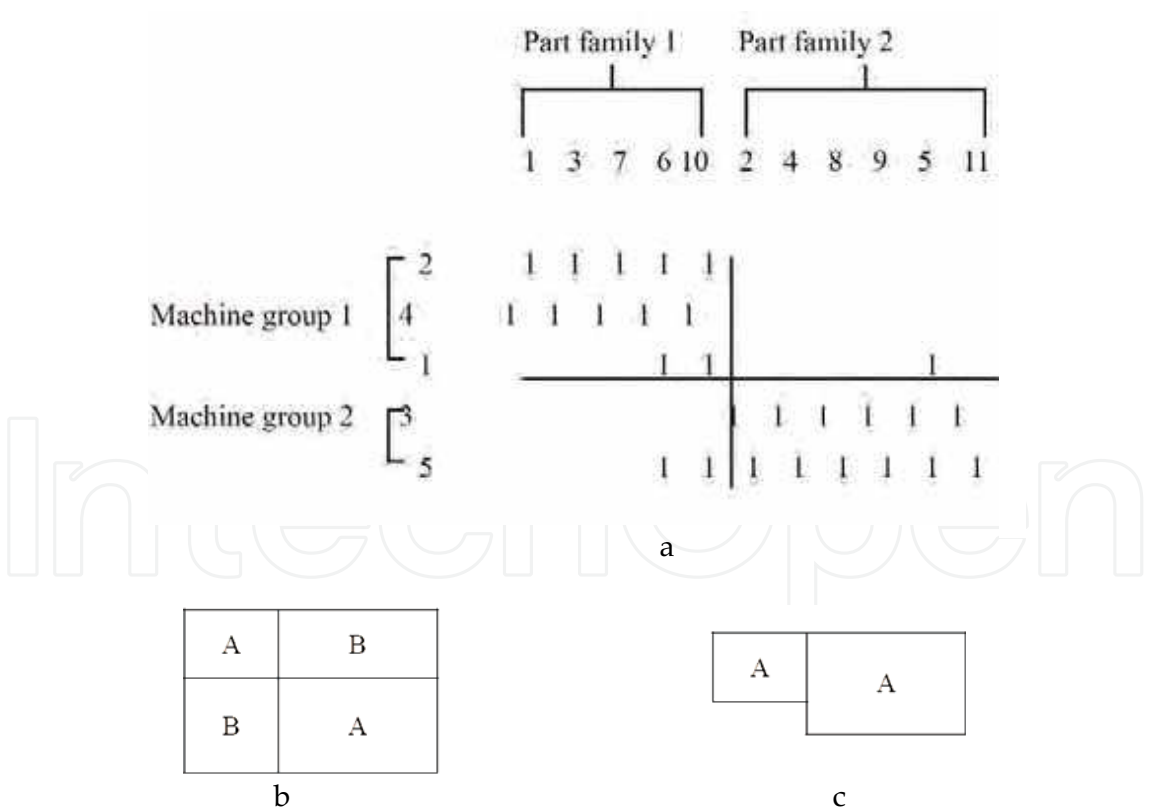 Part family 1 Part family 2
1 3 7 6 10 2 4 8 9 5 11
2 1 1 1 1 1
Machine group 1 4 1 1 1 1 1
1 1 1 1
Machine group 2 3 1 1 1 1 1 1
5 1 1 1 1 1 1 1 1
IntechOpen
a
A B
B A
b
A A
c